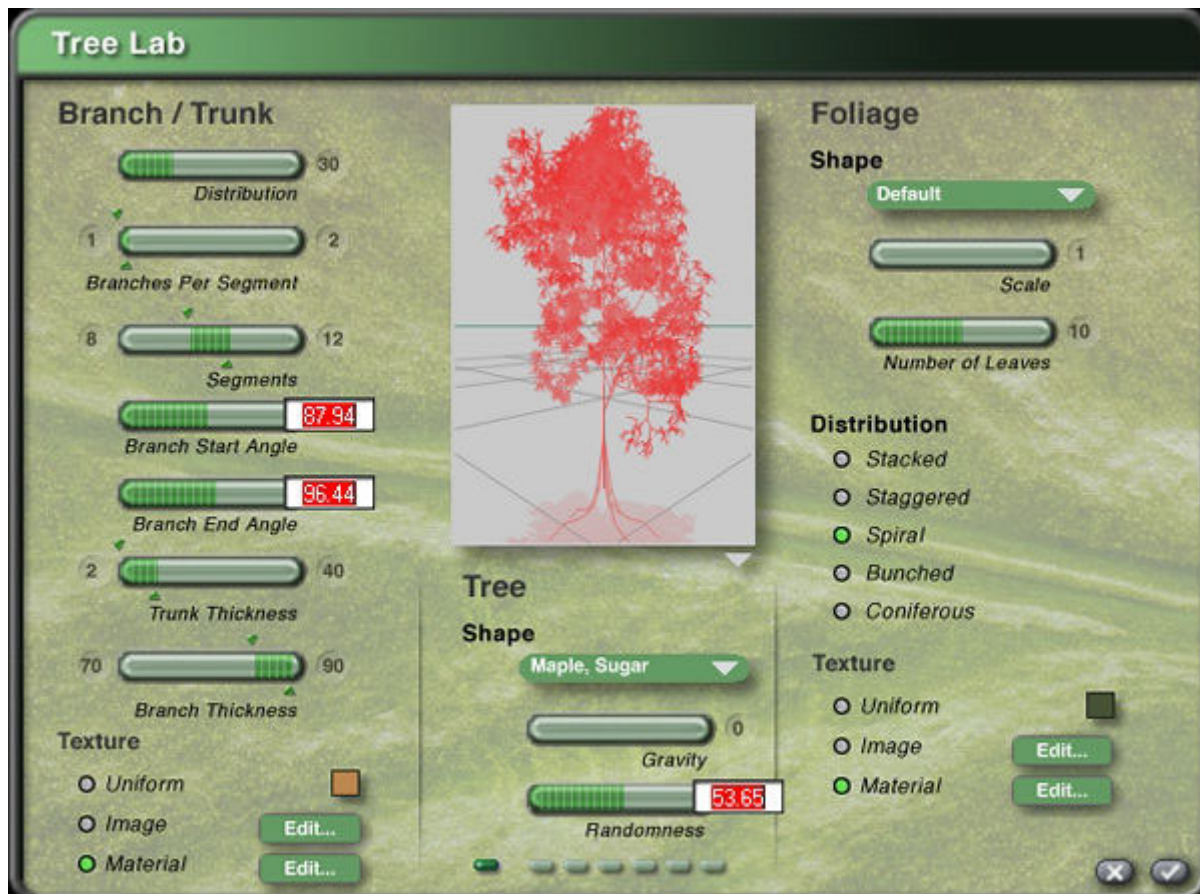 Tree Lab
Branch / Trunk
30
Distribution
1 2
Branches Per Segment
8 12
Segments
87.94
Branch Start Angle
96.44
Branch End Angle
2 40
Trunk Thickness
70 90
Branch Thickness
Texture
Uniform
Image Edit...
Material Edit...
Tree
Shape
Maple, Sugar
0
Gravity
53.65
Randomness
Foliage
Shape
Default
1
Scale
10
Number of Leaves
Distribution
Stacked
Staggered
Spiral
Bunched
Coniferous
Texture
Uniform
Image Edit...
Material Edit...